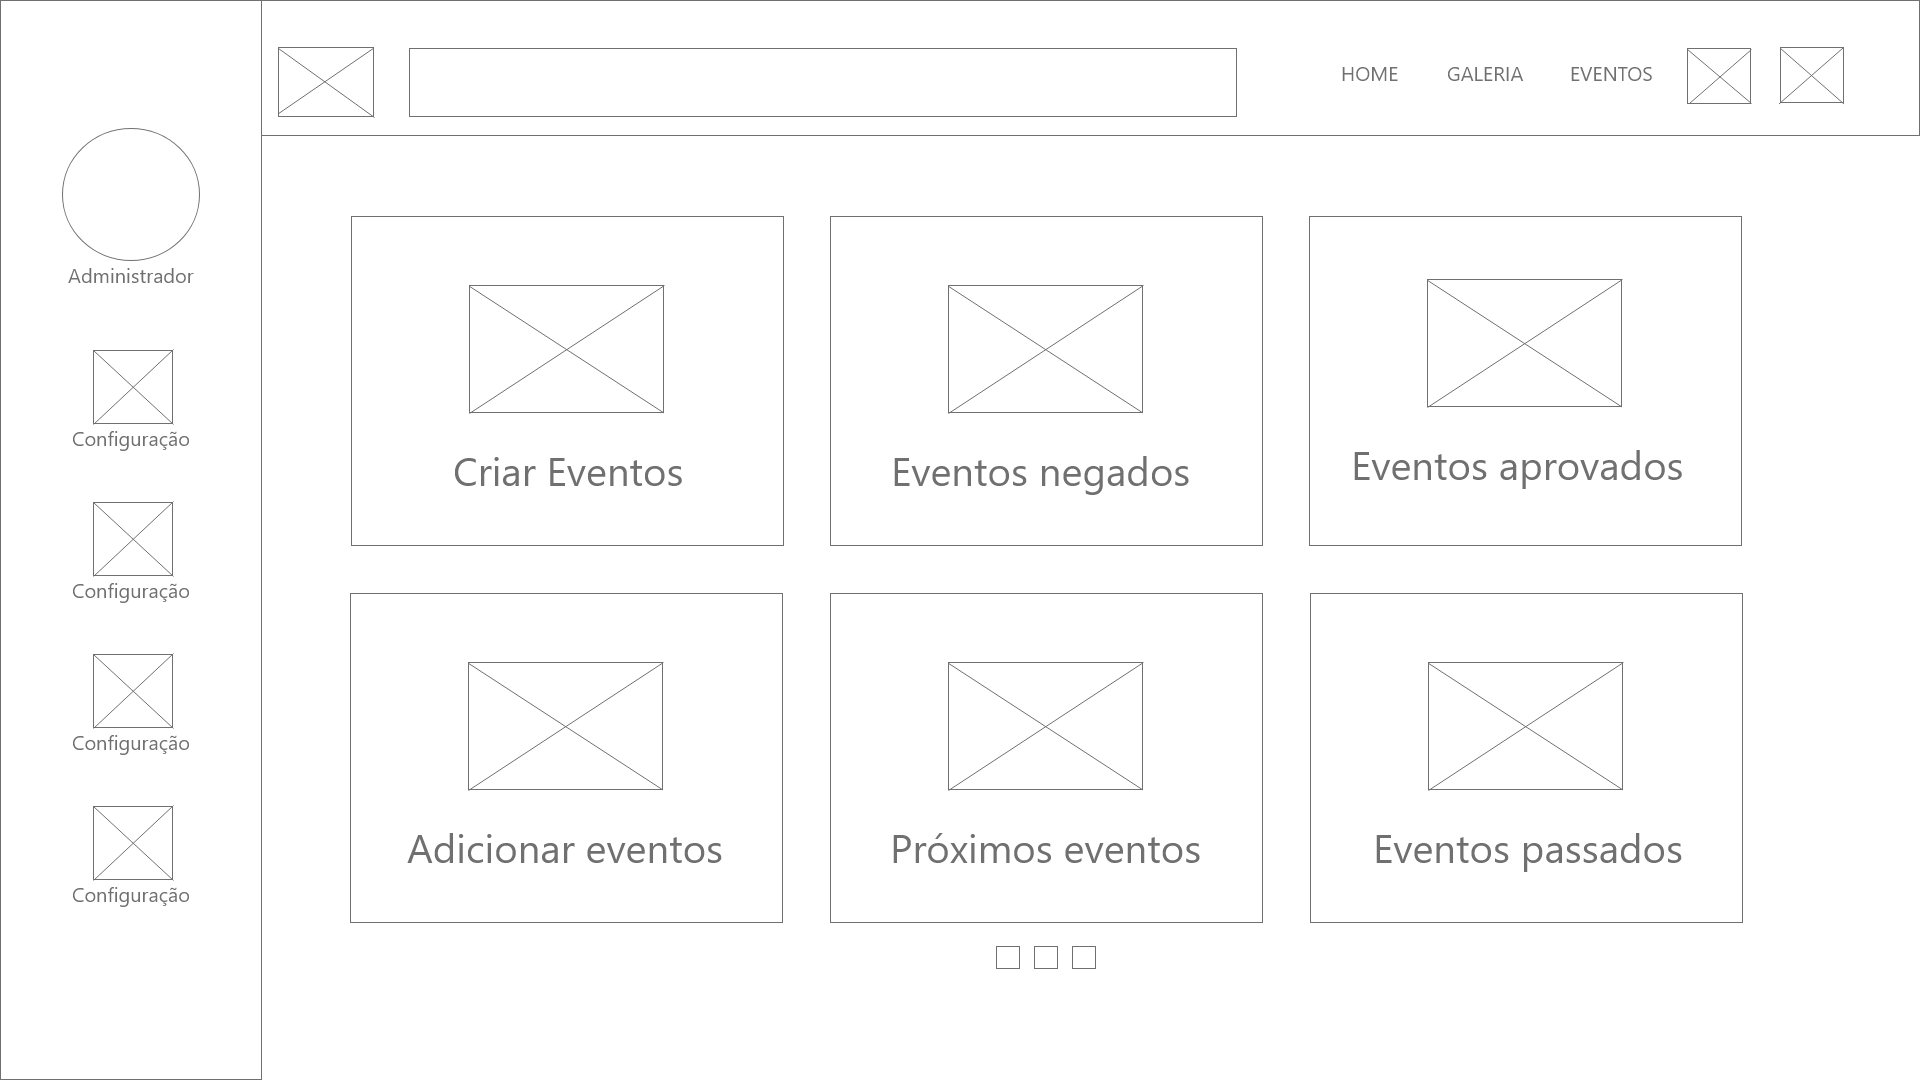 HOME
GALERIA
EVENTOS
Administrador
Configuração
Configuração
Configuração
Configuração
Criar Eventos
Eventos negados
Eventos aprovados
Adicionar eventos
Próximos eventos
Eventos passados